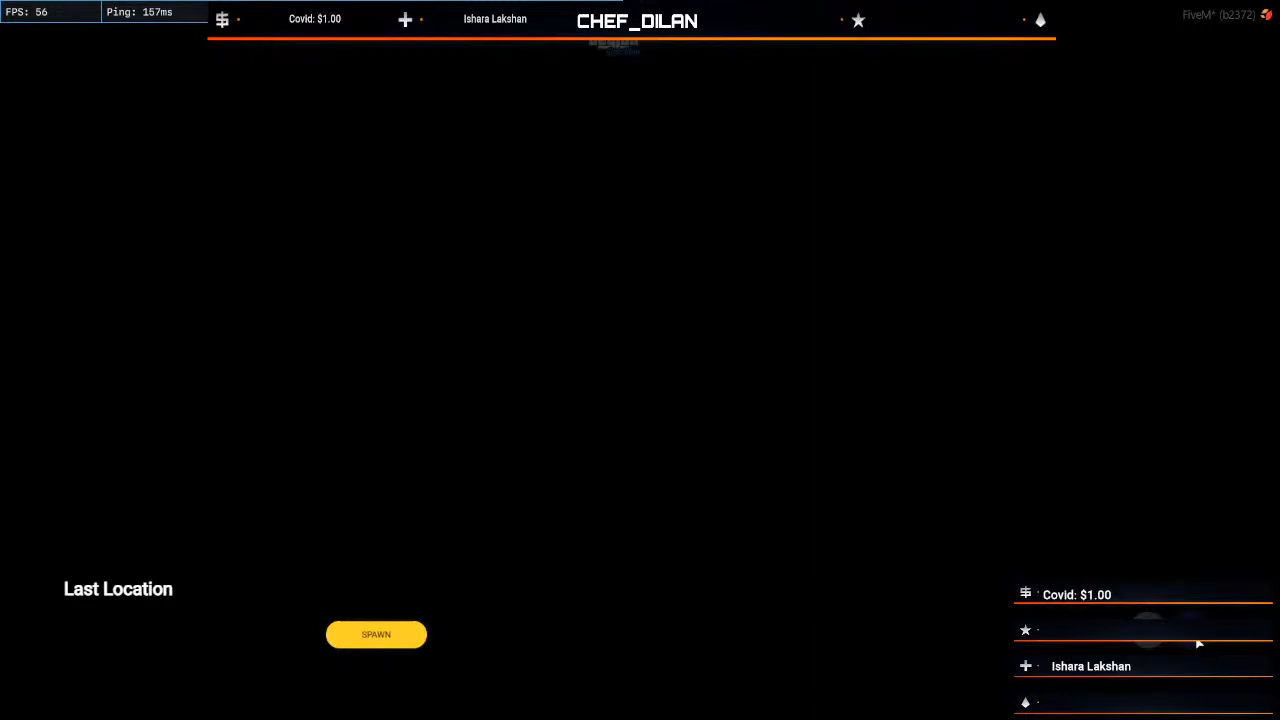 FPS: 56
Ping: 157ms
Covid: $1.00
Ishara Lakshan
CHEF_DILAN
FiveM* (b2372)
Last Location
SPAWN
Covid: $1.00
Ishara Lakshan